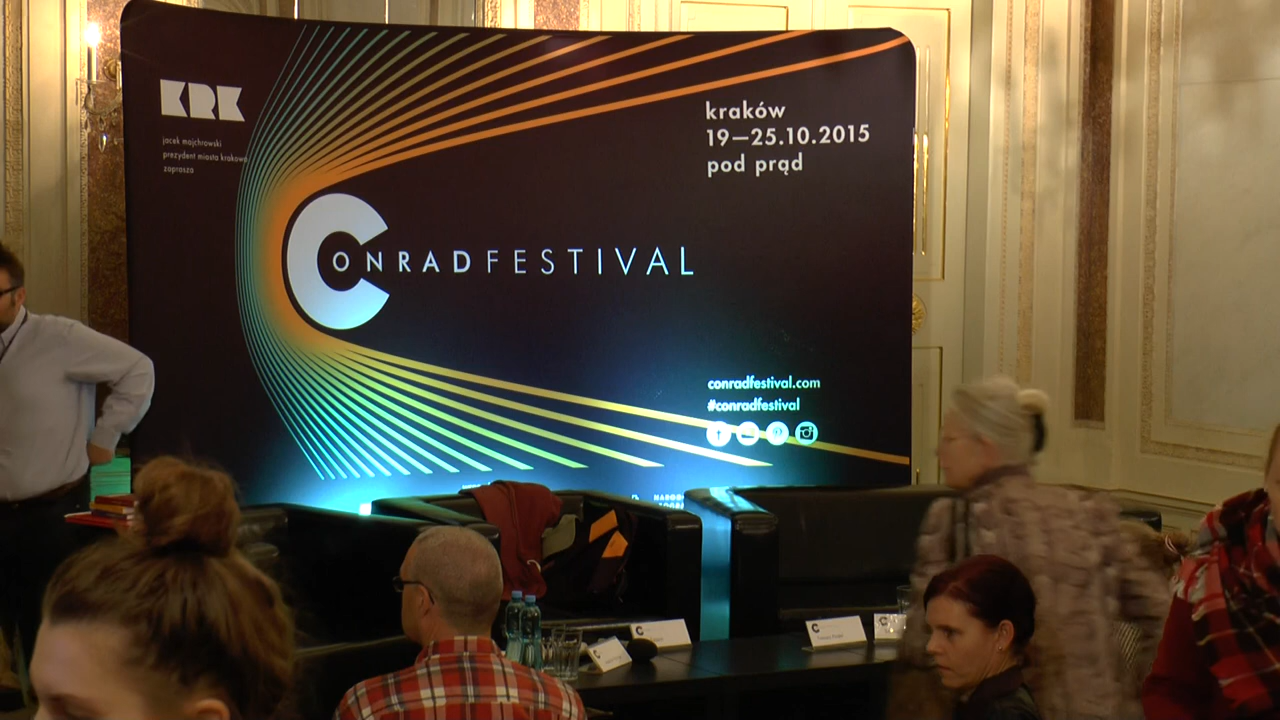 KRK
jacek majchrowski
prezydent miasta krakowa
zaprasza
kraków
19—25.10.2015
pod prąd
CONRADFESTIVAL
conradfestival.com
#conradfestival